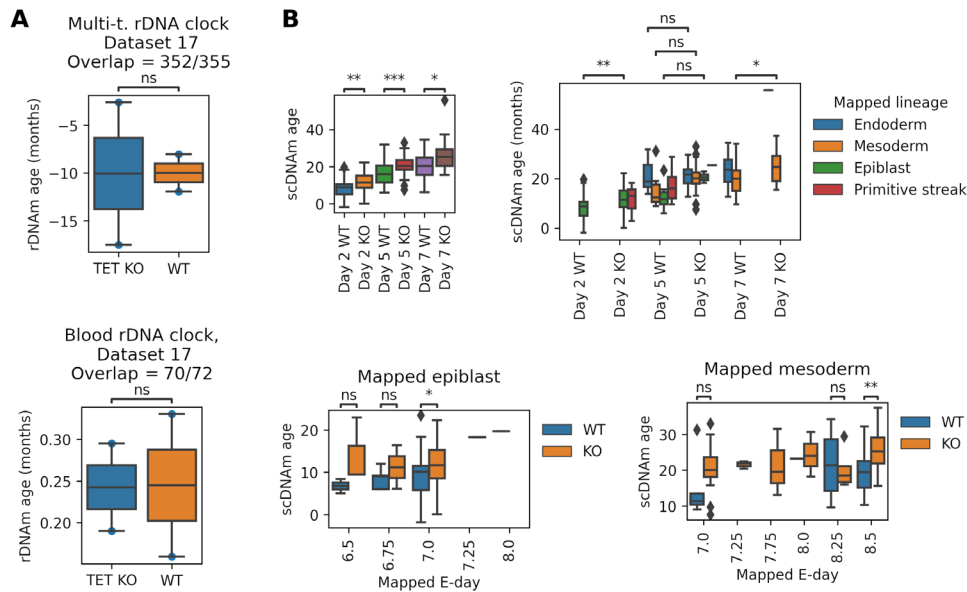 A
Multi-t. rDNA clock
Dataset 17
Overlap = 352/355
ns
rDNAm age (months)
−5
−10
−15
TET KO
WT
Blood rDNA clock,
Dataset 17
Overlap = 70/72
ns
rDNAm age (months)
0.30
0.25
0.20
TET KO
WT
B
**
***
*
scDNAm age
40
20
0
Day 2 WT
Day 2 KO
Day 5 WT
Day 5 KO
Day 7 WT
Day 7 KO
ns
ns
**
ns
*
scDNAm age (months)
40
20
0
Day 2 WT
Day 2 KO
Day 5 WT
Day 5 KO
Day 7 WT
Day 7 KO
Mapped lineage
Endoderm
Mesoderm
Epiblast
Primitive streak
Mapped epiblast
ns
ns
*
scDNAm age
20
10
0
6.5
6.75
7.0
7.25
8.0
Mapped E-day
WT
KO
Mapped mesoderm
ns
ns
**
scDNAm age
30
20
10
7.0
7.25
7.75
8.0
8.25
8.5
Mapped E-day
WT
KO